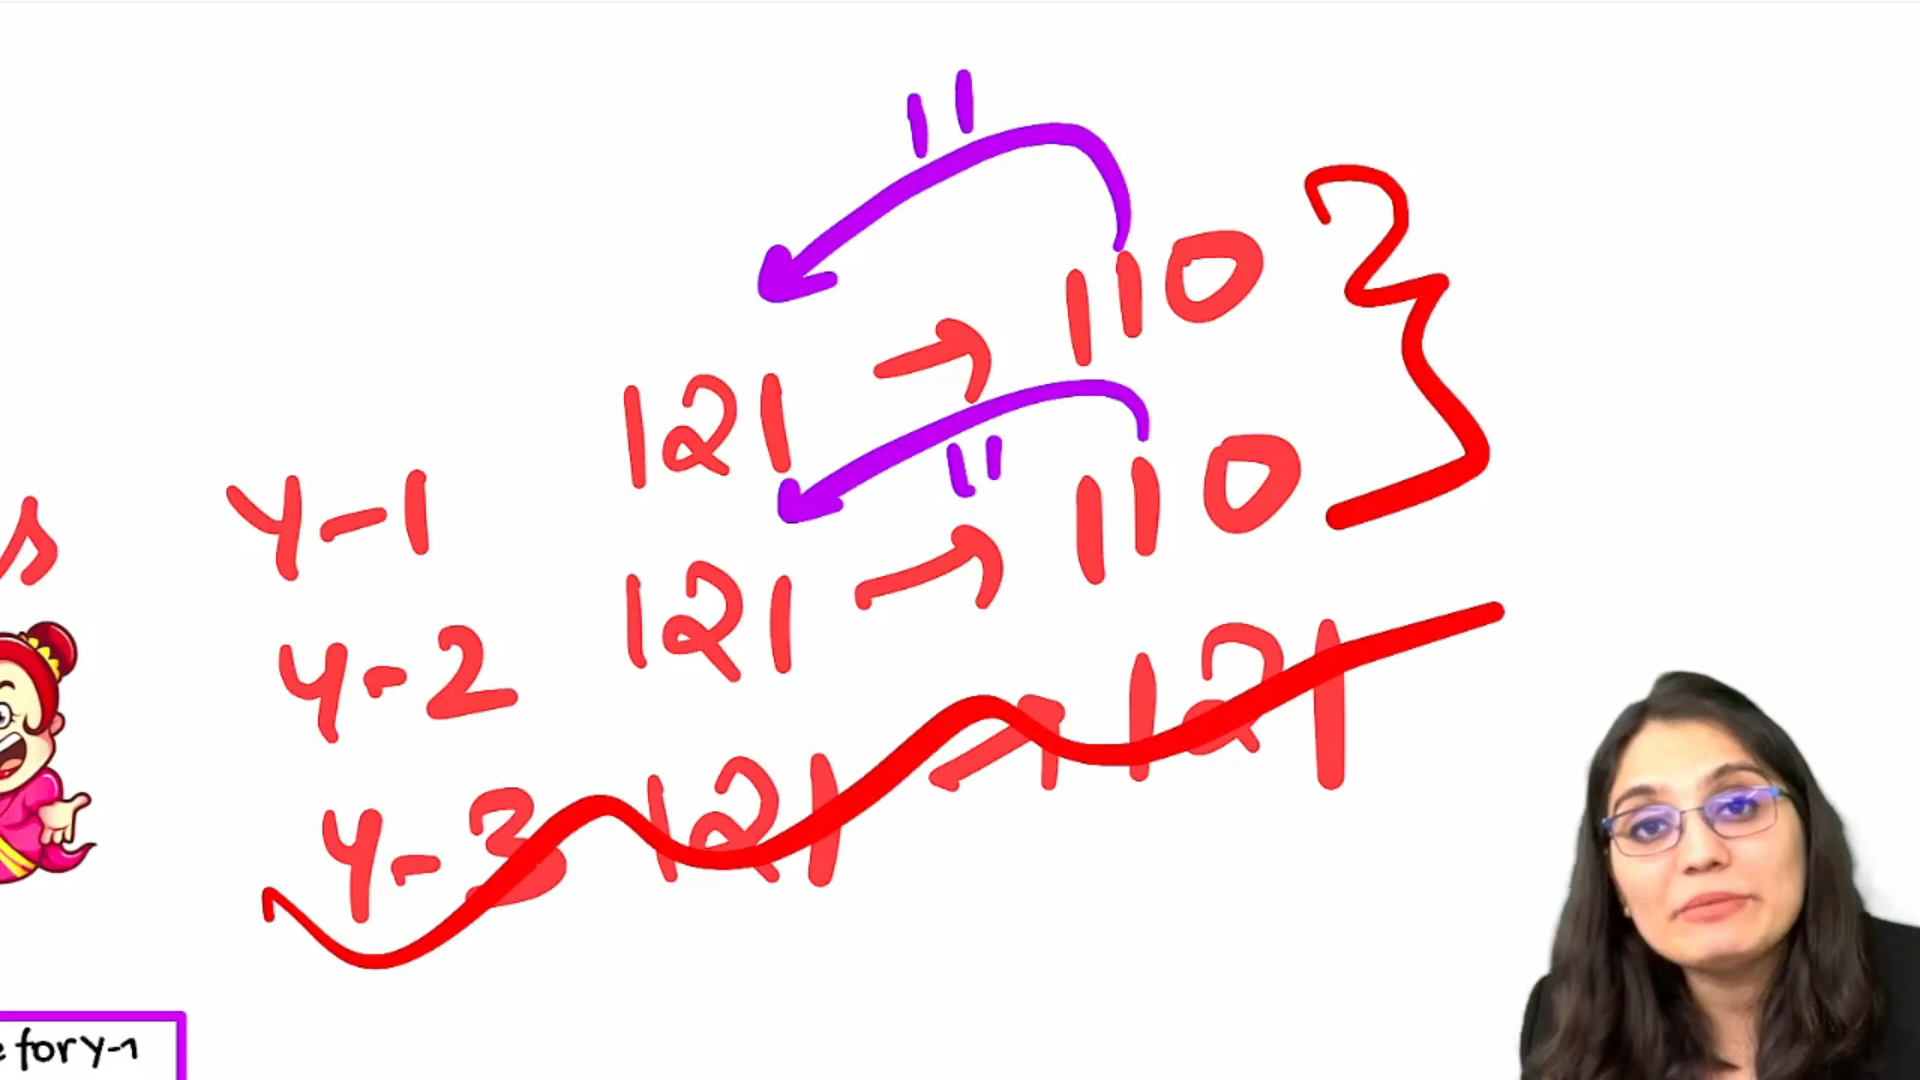 11
s y-1 121 → 110
11
y-2 121 → 110
y-3 121 → 121
for y-1